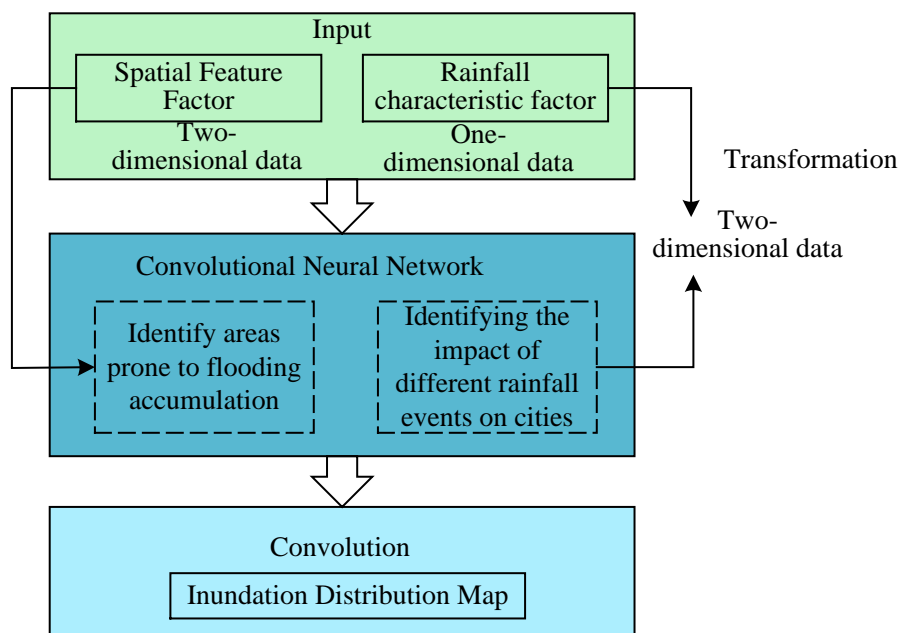 Input
Spatial Feature
Factor
Two-
dimensional data
Rainfall
characteristic factor
One-
dimensional data
Transformation
Two-
dimensional data
Convolutional Neural Network
Identify areas
prone to flooding
accumulation
Identifying the
impact of
different rainfall
events on cities
Convolution
Inundation Distribution Map